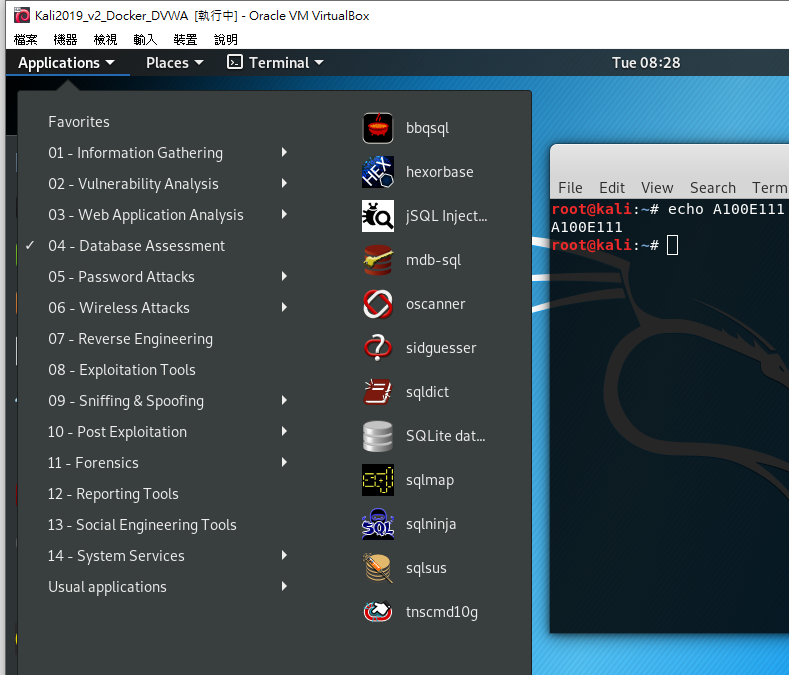 Kali2019_v2_Docker_DVWA [執行中] - Oracle VM VirtualBox
檔案 機器 檢視 輸入 裝置 說明
Applications Places Terminal Tue 08:28
Favorites
01 - Information Gathering
02 - Vulnerability Analysis
03 - Web Application Analysis
✓ 04 - Database Assessment
05 - Password Attacks
06 - Wireless Attacks
07 - Reverse Engineering
08 - Exploitation Tools
09 - Sniffing & Spoofing
10 - Post Exploitation
11 - Forensics
12 - Reporting Tools
13 - Social Engineering Tools
14 - System Services
Usual applications
bbqsql
HEX
hexorbase
jSQL Inject...
mdb-sql
oscanner
sidguesser
sqldict
SQLite dat...
sql
sqlmap
SQL
sqlninja
sqlsus
tnscmd10g
File Edit View Search Term
root@kali:~# echo A100E111
A100E111
root@kali:~#